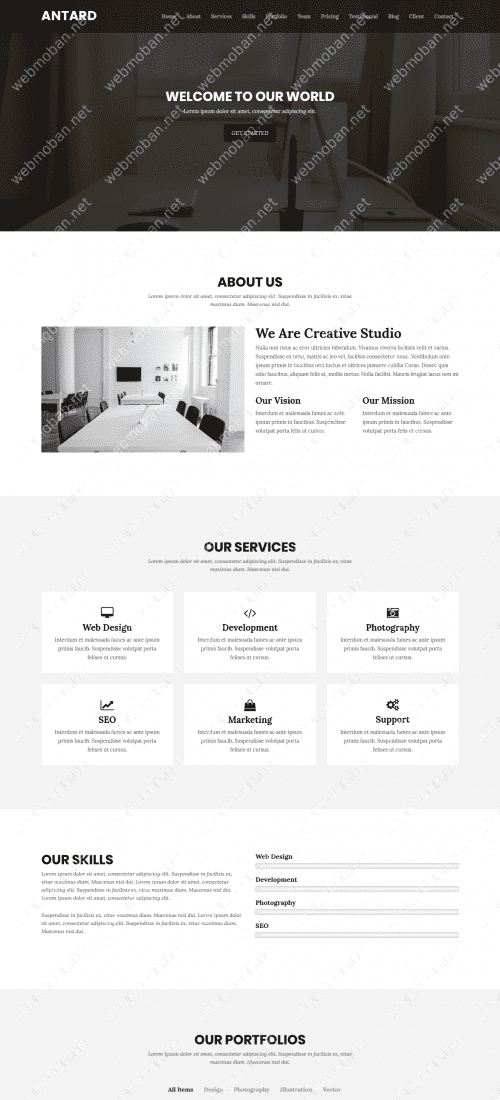 ANTARD
Home About Services Skills Portfolio Team Pricing Testimonial Blog Client Contact
WELCOME TO OUR WORLD
Lorem ipsum dolor sit amet, consectetur adipiscing elit.
GET STARTED
ABOUT US
Lorem ipsum dolor sit amet, consectetur adipiscing elit. Suspendisse in facilisis ex, vitae
maximus diam. Maecenas nisl dui.
We Are Creative Studio
Nulla non risus ac eros ultricies bibendum. Vivamus viverra facilisis velit et varius.
Suspendisse ex urna, mattis ac leo vel, facilisis consectetur nunc. Vestibulum ante
ipsum primis in faucibus orci luctus et ultrices posuere cubilia Curae. Donec quis
odio faucibus, aliquam felis at, mollis nulla. Nulla facilisi. Mauris feugiat lacus non mi
ornare.
Our Vision
Interdum et malesuada fames ac ante
ipsum primis in faucibus. Suspendisse
volutpat porta felis ut cursus.
Our Mission
Interdum et malesuada fames ac ante
ipsum primis in faucibus. Suspendisse
volutpat porta felis ut cursus.
OUR SERVICES
Lorem ipsum dolor sit amet, consectetur adipiscing elit. Suspendisse in facilisis ex, vitae
maximus diam. Maecenas nisl dui.
Web Design
Interdum et malesuada fames ac ante ipsum
primis faucib. Suspendisse volutpat porta
felises ut cursus.
Development
Interdum et malesuada fames ac ante ipsum
primis faucib. Suspendisse volutpat porta
felises ut cursus.
Photography
Interdum et malesuada fames ac ante ipsum
primis faucib. Suspendisse volutpat porta
felises ut cursus.
SEO
Interdum et malesuada fames ac ante ipsum
primis faucib. Suspendisse volutpat porta
felises ut cursus.
Marketing
Interdum et malesuada fames ac ante ipsum
primis faucib. Suspendisse volutpat porta
felises ut cursus.
Support
Interdum et malesuada fames ac ante ipsum
primis faucib. Suspendisse volutpat porta
felises ut cursus.
OUR SKILLS
Lorem ipsum dolor sit amet, consectetur adipiscing elit. Suspendisse in facilisis ex,
vitae maximus diam. Maecenas nisl dui. Lorem ipsum dolor sit amet, consectetur
adipiscing elit. Suspendisse in facilisis ex, vitae maximus diam. Maecenas nisl dui.
Lorem ipsum dolor sit amet, consectetur adipiscing elit.
Suspendisse in facilisis ex, vitae maximus diam. Maecenas nisl dui. Lorem ipsum dolor
sit amet, consectetur adipiscing elit. Suspendisse in facilisis ex, vitae maximus diam.
Maecenas nisl dui.
Web Design
Development
Photography
SEO
OUR PORTFOLIOS
Lorem ipsum dolor sit amet, consectetur adipiscing elit. Suspendisse in facilisis ex, vitae
maximus diam. Maecenas nisl dui.
All Items Design Photography Illustration Vector
webmoban.net